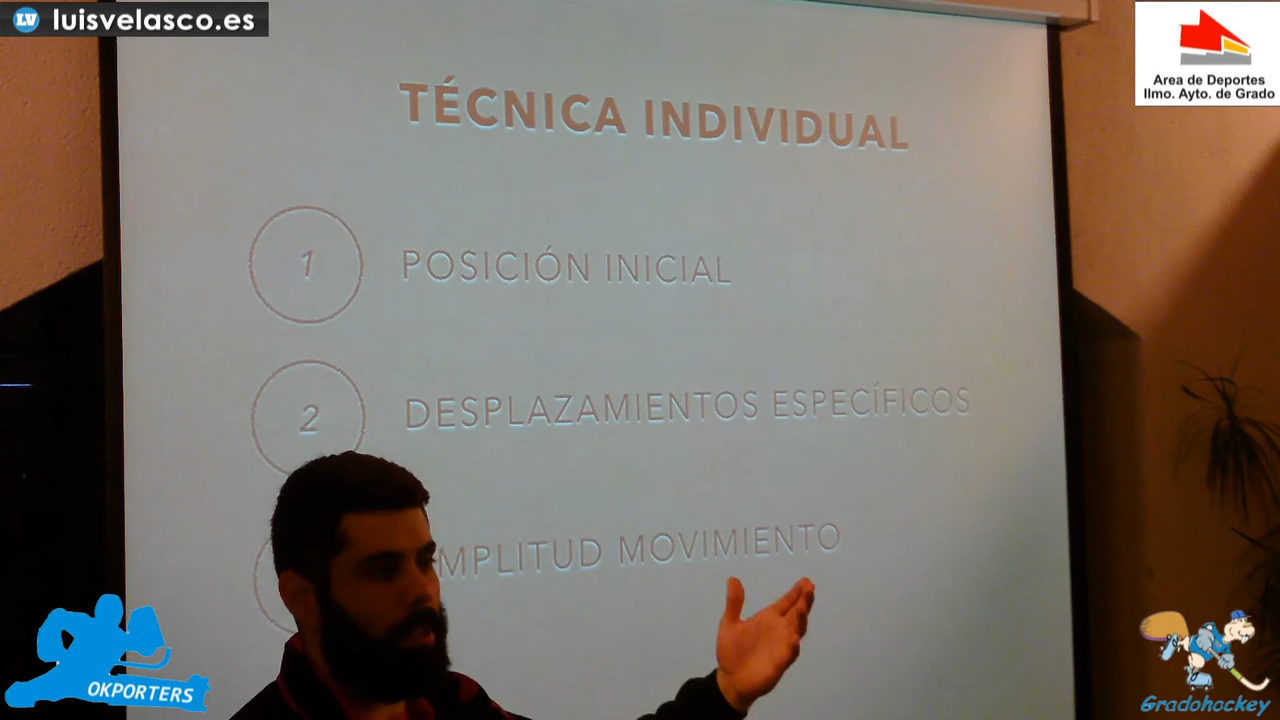 LV luisvelasco.es
Area de Deportes
Ilmo. Ayto. de Grado
TÉCNICA INDIVIDUAL
1 POSICIÓN INICIAL
2 DESPLAZAMIENTOS ESPECÍFICOS
MPLITUD MOVIMIENTO
OKPORTERS
Gradohockey